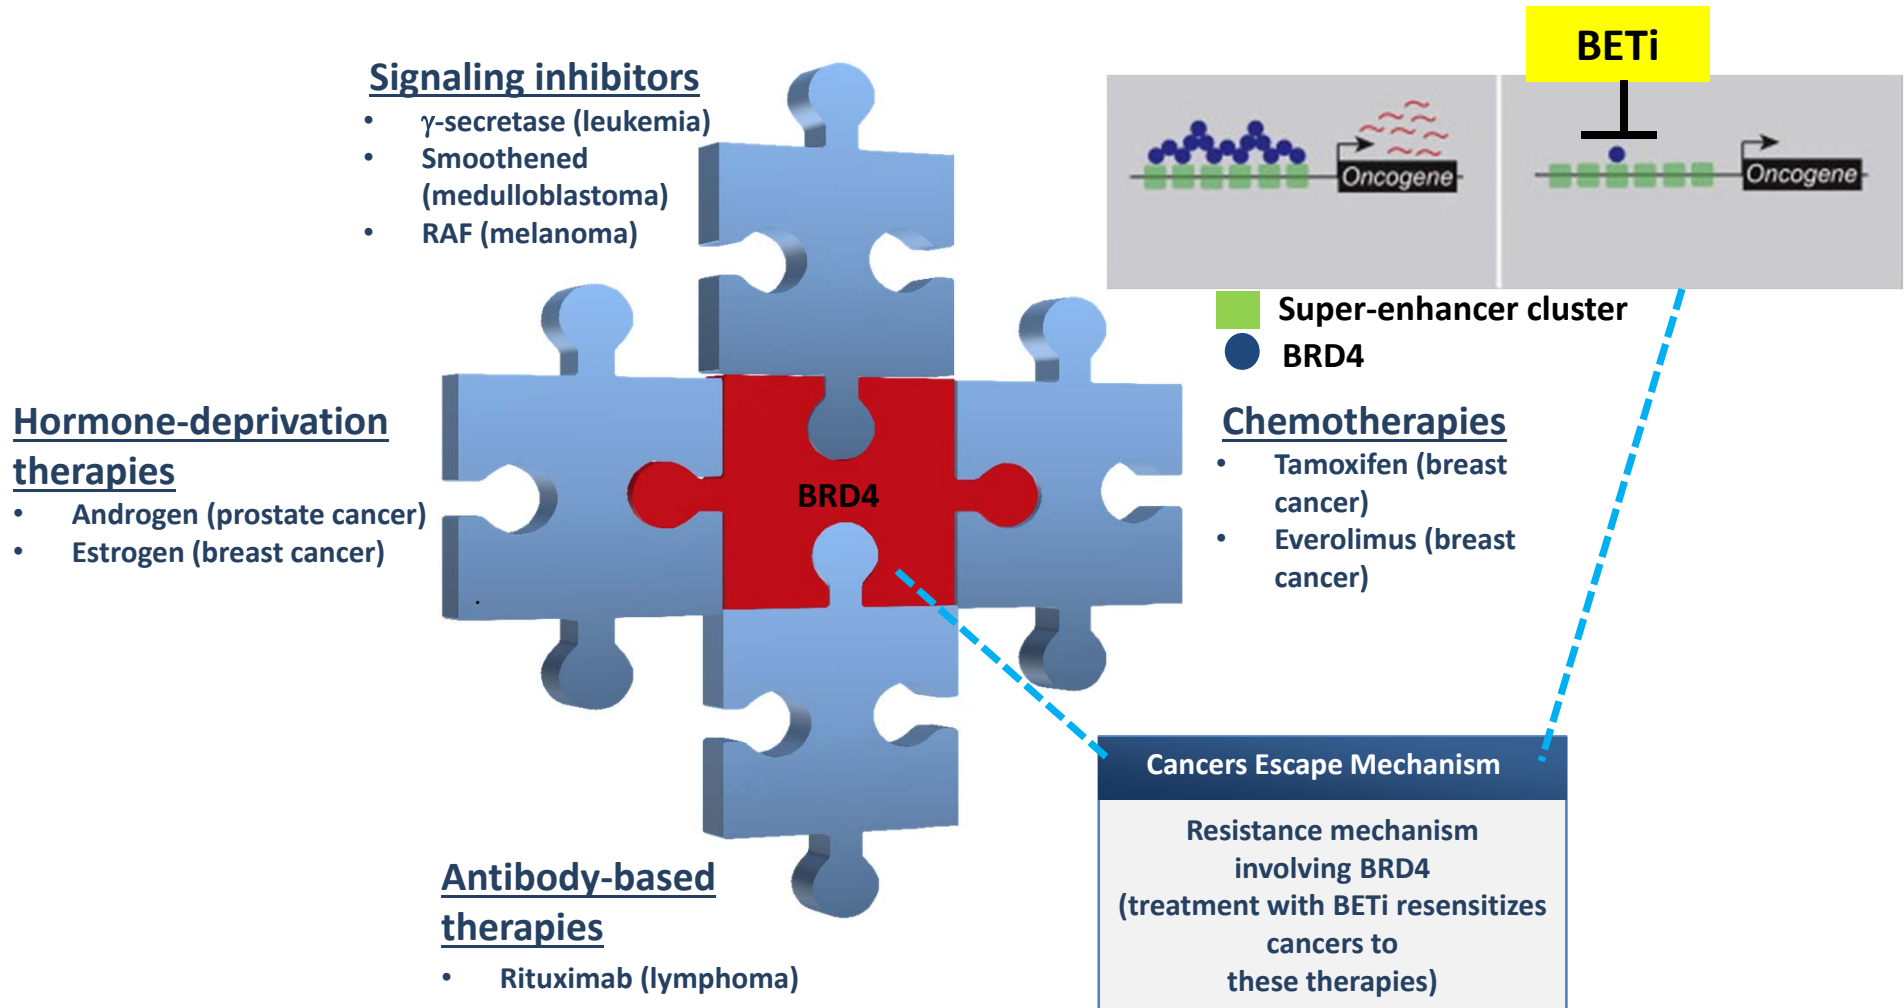 BETi
Signaling inhibitors
• γ-secretase (leukemia)
• Smoothened
(medulloblastoma)
• RAF (melanoma)
Oncogene
Oncogene
Super-enhancer cluster
BRD4
Hormone-deprivation
therapies
• Androgen (prostate cancer)
• Estrogen (breast cancer)
.
BRD4
Chemotherapies
• Tamoxifen (breast
cancer)
• Everolimus (breast
cancer)
Antibody-based
therapies
• Rituximab (lymphoma)
Cancers Escape Mechanism
Resistance mechanism
involving BRD4
(treatment with BETi resensitizes
cancers to
these therapies)